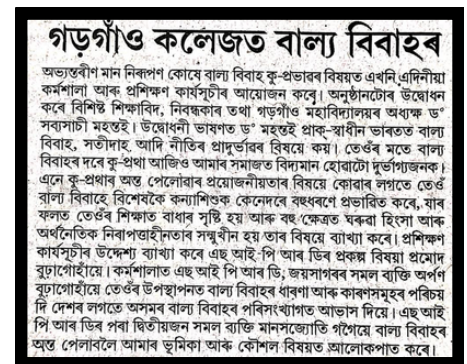 গড়গাঁও কলেজত বাল্য বিবাহৰ
অভ্যন্তৰীণ মান নিৰূপণ কোষে বাল্য বিবাহ কু-প্ৰভাৱৰ বিষয়ত এখনি এদিনীয়া
কৰ্মশালা আৰু প্ৰশিক্ষণ কাৰ্যসূচীৰ আয়োজন কৰে। অনুষ্ঠানটোৰ উদ্বোধন
কৰে বিশিষ্ট শিক্ষাবিদ, নিবন্ধকাৰ তথা গড়গাঁও মহাবিদ্যালয়ৰ অধ্যক্ষ ড°
সব্যসাচী মহন্তই। উদ্বোধনী ভাষণত ড° মহন্তই প্ৰাক্-স্বাধীন ভাৰতত বাল্য
বিবাহ, সতীদাহ আদি নীতিৰ প্ৰাদুৰ্ভাৱৰ বিষয়ে কয়। তেওঁৰ মতে বাল্য
বিবাহৰ দৰে কু-প্ৰথা আজিও আমাৰ সমাজত বিদ্যমান হোৱাটো দুৰ্ভাগ্যজনক।
এনে কু-প্ৰথাৰ অন্ত পেলোৱাৰ প্ৰয়োজনীয়তাৰ বিষয়ে কোৱাৰ লগতে তেওঁ
বাল্য বিবাহে বিশেষকৈ কন্যাশিশুক কেনেদৰে বহুধৰণে প্ৰভাৱিত কৰে, যাৰ
ফলত তেওঁৰ শিক্ষাত বাধাৰ সৃষ্টি হয় আৰু বহু ক্ষেত্ৰত ঘৰুৱা হিংসা আৰু
অৰ্থনৈতিক নিৰাপত্তাহীনতাৰ সন্মুখীন হয় তাৰ বিষয়ে ব্যাখ্যা কৰে। প্ৰশিক্ষণ
কাৰ্যসূচীৰ উদ্দেশ্য ব্যাখ্যা কৰে এছ আই পি আৰ ডিৰ প্ৰকল্প বিষয়া প্ৰমোদ
বুঢ়াগোহাঁয়ে। কৰ্মশালাত এছ আই পি আৰ ডি; জয়সাগৰৰ সমল ব্যক্তি অৰ্পণ
বুঢ়াগোহাঁয়ে তেওঁৰ উপস্থাপনত বাল্য বিবাহৰ ধাৰণা আৰু কাৰণসমূহৰ পৰিচয়
দি দেশৰ লগতে অসমৰ বাল্য বিবাহৰ পৰিসংখ্যাগত আভাস দিয়ে। এছ আই
পি আৰ ডিৰ পৰা দ্বিতীয়জন সমল ব্যক্তি মানসজ্যোতি গগৈয়ে বাল্য বিবাহৰ
অন্ত পেলাবলৈ আমাৰ ভূমিকা আৰু কৌশল বিষয়ত আলোকপাত কৰে।